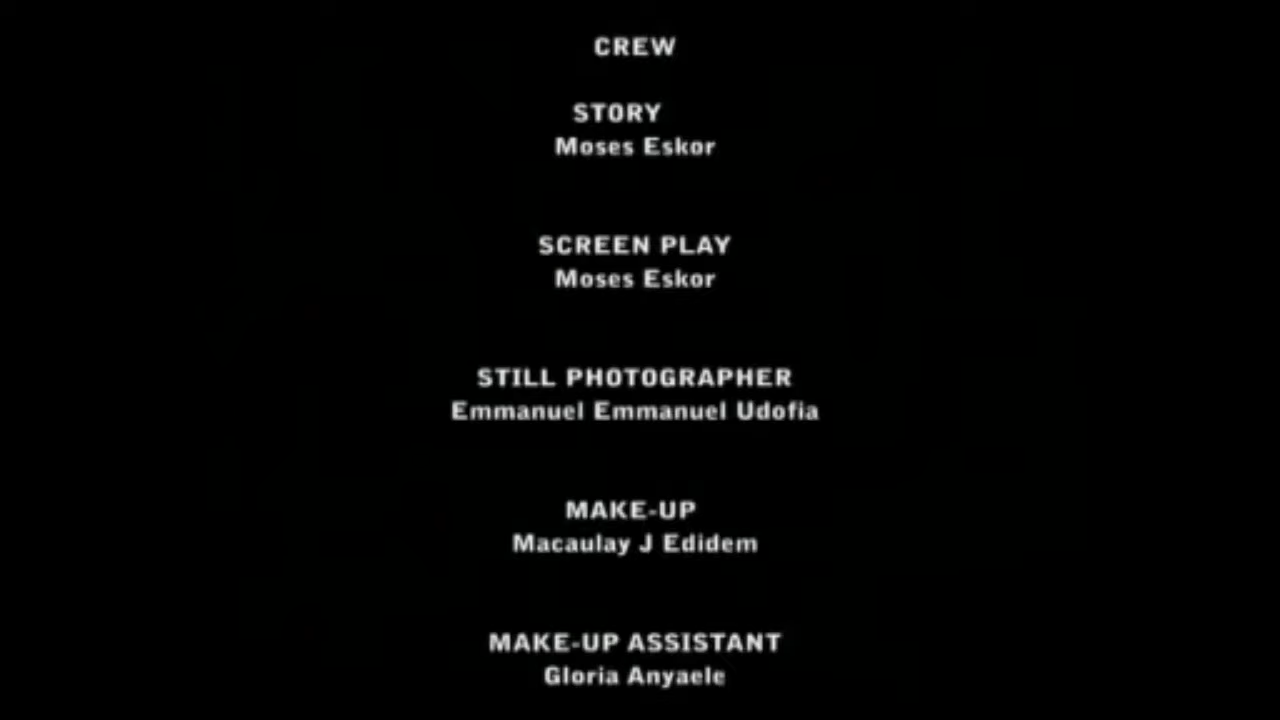 CREW
STORY
Moses Eskor
SCREEN PLAY
Moses Eskor
STILL PHOTOGRAPHER
Emmanuel Emmanuel Udofia
MAKE-UP
Macaulay J Edidem
MAKE-UP ASSISTANT
Gloria Anyaele